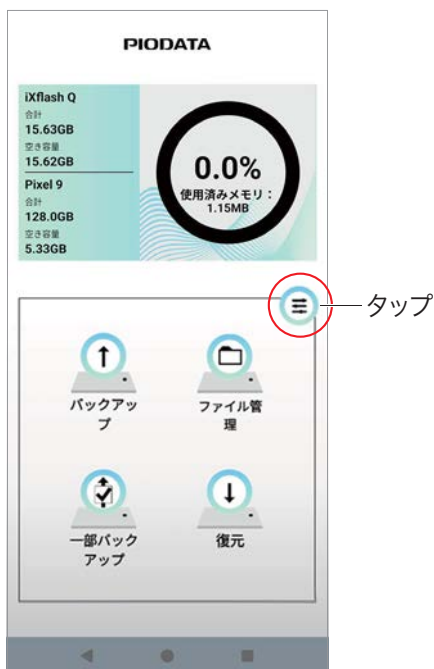 PIODATA
iXflash Q
合計
15.63GB
空き容量
15.62GB
Pixel 9
合計
128.0GB
空き容量
5.33GB
0.0%
使用済みメモリ：
1.15MB
タップ
バックアッ
プ
ファイル管
理
一部バック
アップ
復元